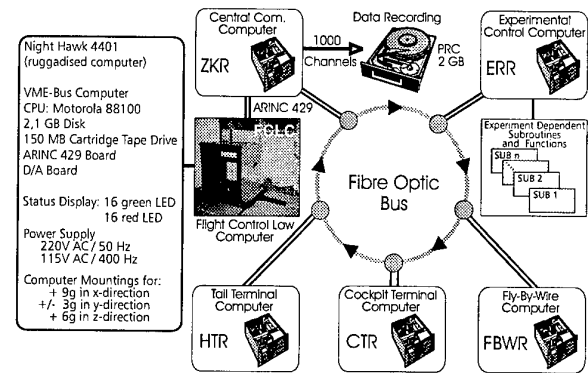 Night Hawk 4401
(ruggadised computer)
VME-Bus Computer
CPU: Motorola 88100
2,1 GB Disk
150 MB Cartridge Tape Drive
ARINC 429 Board
D/A Board
Status Display: 16 green LED
16 red LED
Power Supply
220V AC / 50 Hz
115V AC / 400 Hz
Computer Mountings for:
+ 9g in x-direction
+/- 3g in y-direction
+ 6g in z-direction
Central Com.
Computer
ZKR
1000
Channels
Data Recording
PRC
2 GB
Experimental
Control Computer
ERR
ARINC 429
FCLC
Flight Control Law
Computer
Fibre Optic
Bus
Experiment Dependent
Subroutines
and Functions
SUB n
SUB 2
SUB 1
Tail Terminal
Computer
HTR
Cockpit Terminal
Computer
CTR
Fly-By-Wire
Computer
FBWR